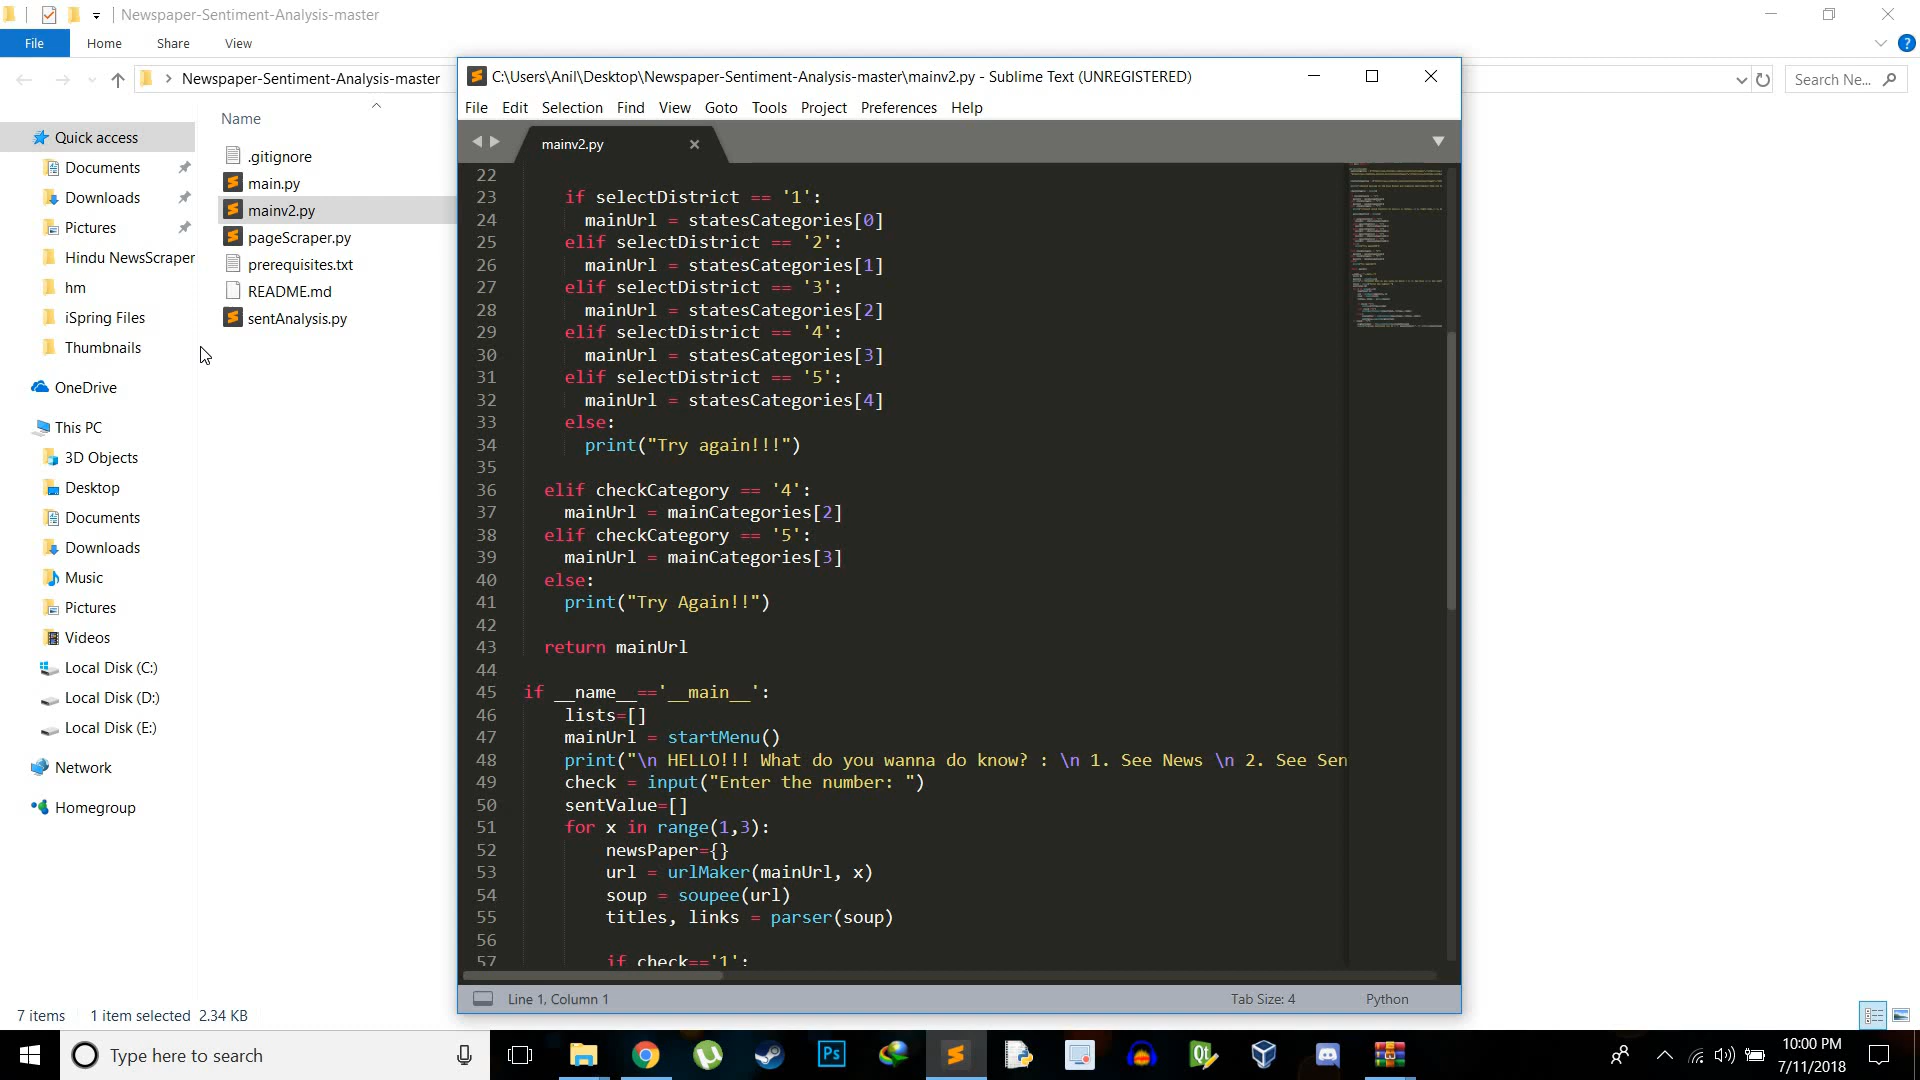 Newspaper-Sentiment-Analysis-master
File Home Share View
Newspaper-Sentiment-Analysis-master
Search Ne...
Quick access
Documents
Downloads
Pictures
Hindu NewsScraper
hm
iSpring Files
Thumbnails
OneDrive
This PC
3D Objects
Desktop
Documents
Downloads
Music
Pictures
Videos
Local Disk (C:)
Local Disk (D:)
Local Disk (E:)
Network
Homegroup
Name
.gitignore
main.py
mainv2.py
pageScraper.py
prerequisites.txt
README.md
sentAnalysis.py
C:\Users\Anil\Desktop\Newspaper-Sentiment-Analysis-master\mainv2.py - Sublime Text (UNREGISTERED)
File Edit Selection Find View Goto Tools Project Preferences Help
mainv2.py
22
23 if selectDistrict == '1':
24 mainUrl = statesCategories[0]
25 elif selectDistrict == '2':
26 mainUrl = statesCategories[1]
27 elif selectDistrict == '3':
28 mainUrl = statesCategories[2]
29 elif selectDistrict == '4':
30 mainUrl = statesCategories[3]
31 elif selectDistrict == '5':
32 mainUrl = statesCategories[4]
33 else:
34 print("Try again!!!")
35
36 elif checkCategory == '4':
37 mainUrl = mainCategories[2]
38 elif checkCategory == '5':
39 mainUrl = mainCategories[3]
40 else:
41 print("Try Again!!")
42
43 return mainUrl
44
45 if __name__=='__main__':
46 lists=[]
47 mainUrl = startMenu()
48 print("\n HELLO!!! What do you wanna do know? : \n 1. See News \n 2. See Sen
49 check = input("Enter the number: ")
50 sentValue=[]
51 for x in range(1,3):
52 newsPaper={}
53 url = urlMaker(mainUrl, x)
54 soup = soupee(url)
55 titles, links = parser(soup)
56
57 if check=='1':
Line 1, Column 1 Tab Size: 4 Python
7 items 1 item selected 2.34 KB
Type here to search
Ps
Qt
10:00 PM
7/11/2018